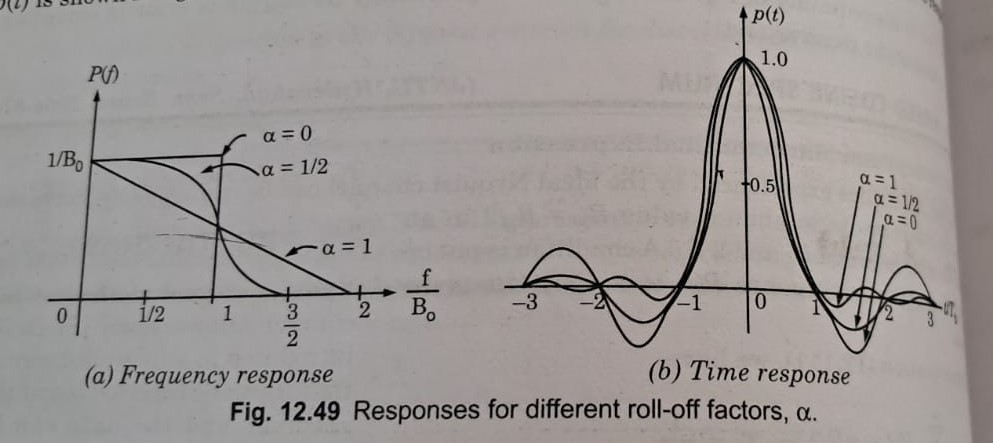 (t) is shown
P(f)
1/B₀
α = 0
α = 1/2
α = 1
f
B₀
0
1/2
1
3
2
2
(a) Frequency response
p(t)
1.0
0.5
α = 1
α = 1/2
α = 0
−3
−2
−1
0
1
2
3
(b) Time response
Fig. 12.49 Responses for different roll-off factors, α.